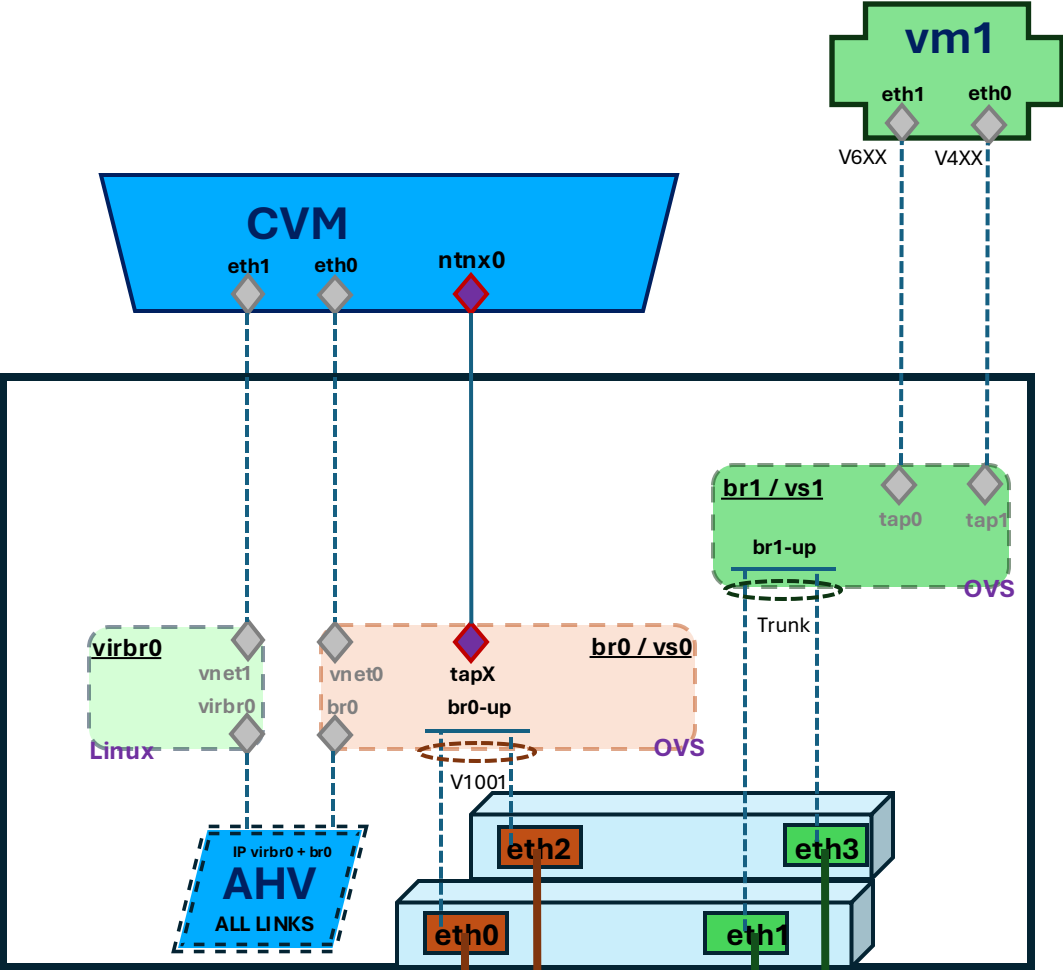 vm1
eth1
eth0
V6XX
V4XX
CVM
eth1
eth0
ntnx0
br1 / vs1
tap0
tap1
br1-up
OVS
Trunk
virbr0
vnet1
virbr0
Linux
vnet0
br0
tapX
br0-up
br0 / vs0
OVS
V1001
IP virbr0 + br0
AHV
ALL LINKS
eth2
eth3
eth0
eth1